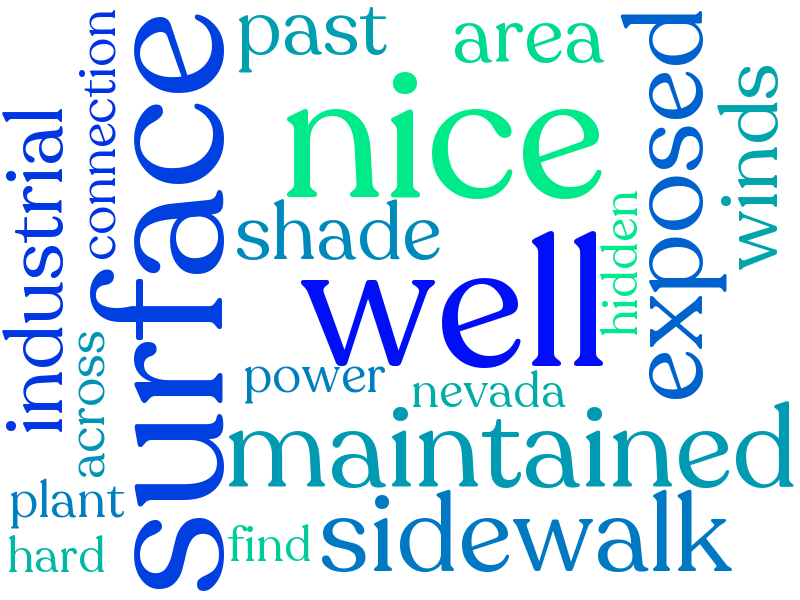 past
area
nice
shade
well
power
nevada
maintained
sidewalk
find
plant
hard
industrial
connection
across
surface
hidden
exposed
winds